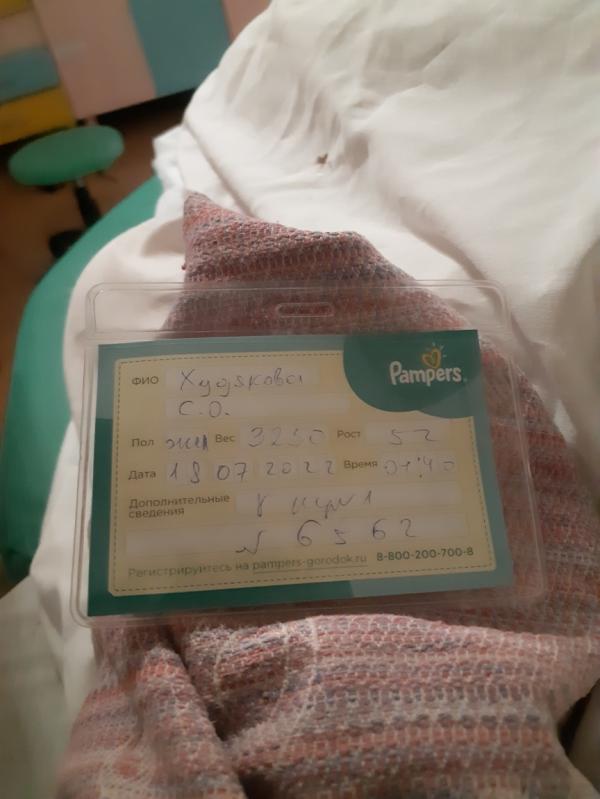 Pampers
ФИО Худякова
С.О.
Пол жен Вес 3250 Рост 52
Дата 18 07 2022 Время 01:40
Дополнительные
сведения
№ 6562
Регистрируйтесь на pampers-gorodok.ru 8-800-200-700-8